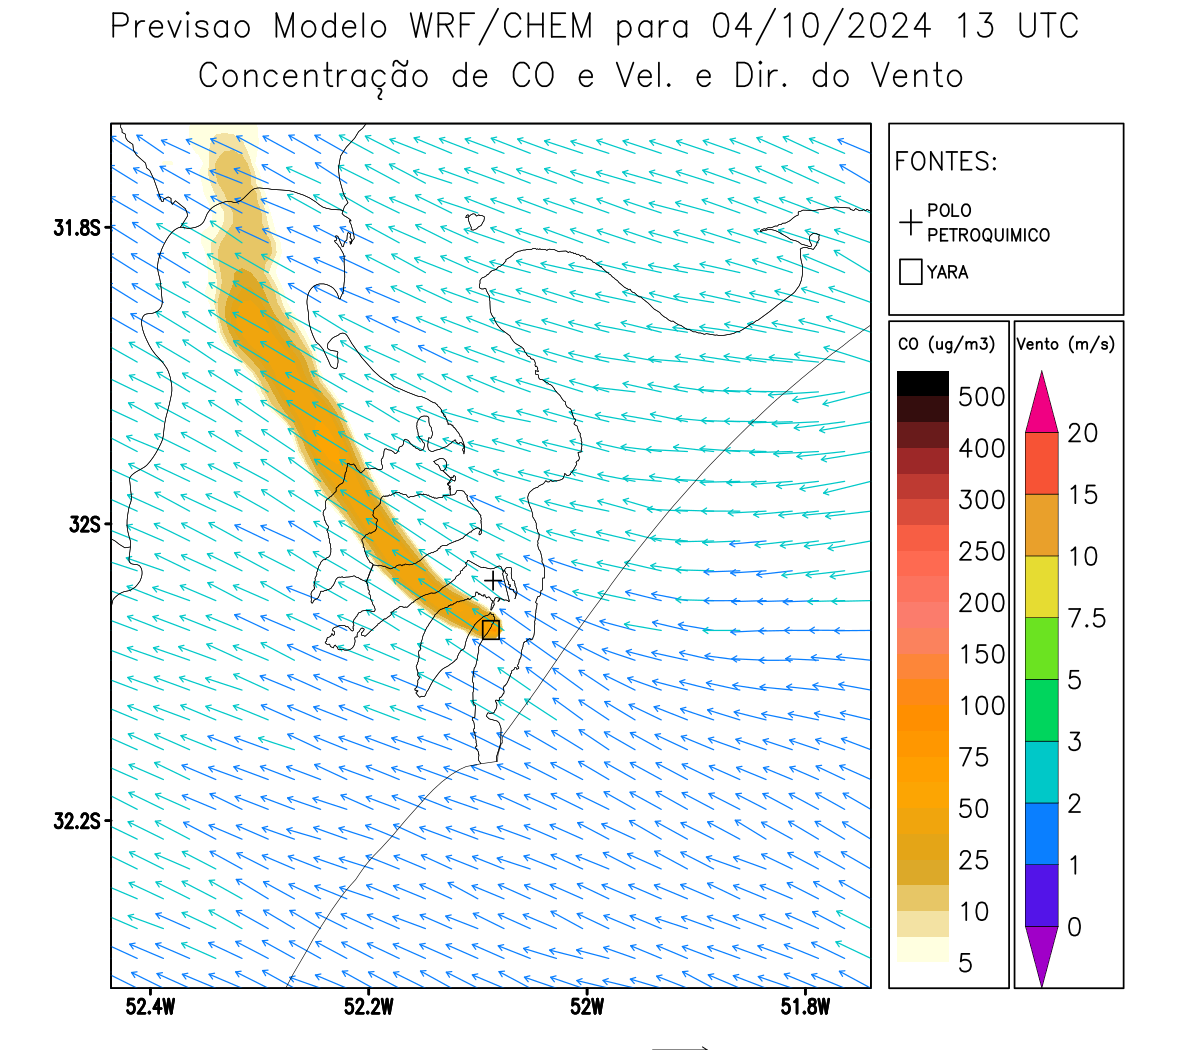 Previsao Modelo WRF/CHEM para 04/10/2024 13 UTC
Concentração de CO e Vel. e Dir. do Vento
FONTES:
POLO
PETROQUIMICO
YARA
CO (ug/m3)
500
400
300
250
200
150
100
75
50
25
10
5
Vento (m/s)
20
15
10
7.5
5
3
2
1
0
31.8S
32S
32.2S
52.4W
52.2W
52W
51.8W